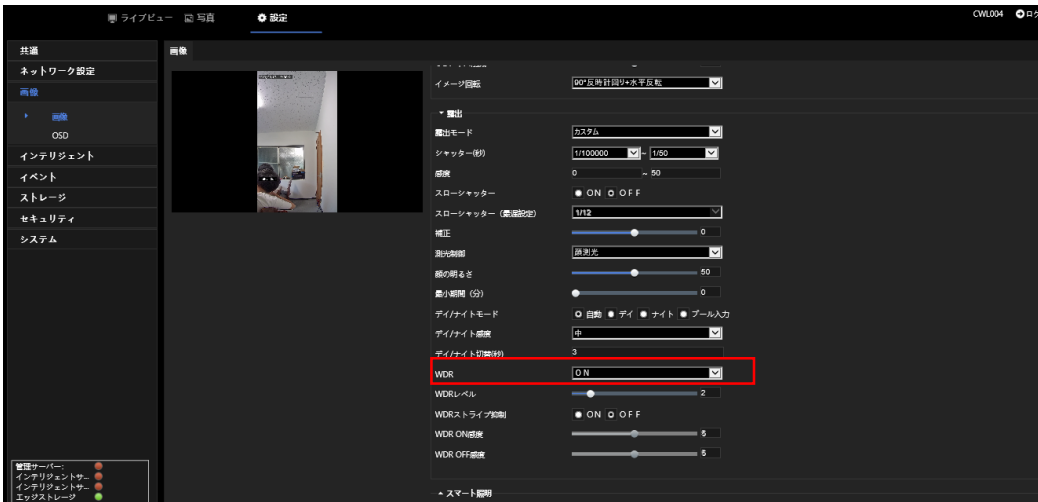 ライブビュー 写真 設定 CWL004 ログ
共通
ネットワーク設定
画像
画像
OSD
インテリジェント
イベント
ストレージ
セキュリティ
システム
管理サーバー:
インテリジェントサ...
インテリジェントサ...
エッジストレージ
画像
イメージ回転 90°反時計回り+水平反転
露出
露出モード カスタム
シャッター(秒) 1/100000 ~ 1/50
感度 0 ~ 50
スローシャッター ON OFF
スローシャッター（最遅設定） 1/12
補正 0
測光制御 顔測光
顔の明るさ 50
最小期間（分） 0
デイ/ナイトモード 自動 デイ ナイト ブール入力
デイ/ナイト感度 中
デイ/ナイト切替(秒) 3
WDR ON
WDRレベル 2
WDRストライプ抑制 ON OFF
WDR ON感度 5
WDR OFF感度 5
スマート照明